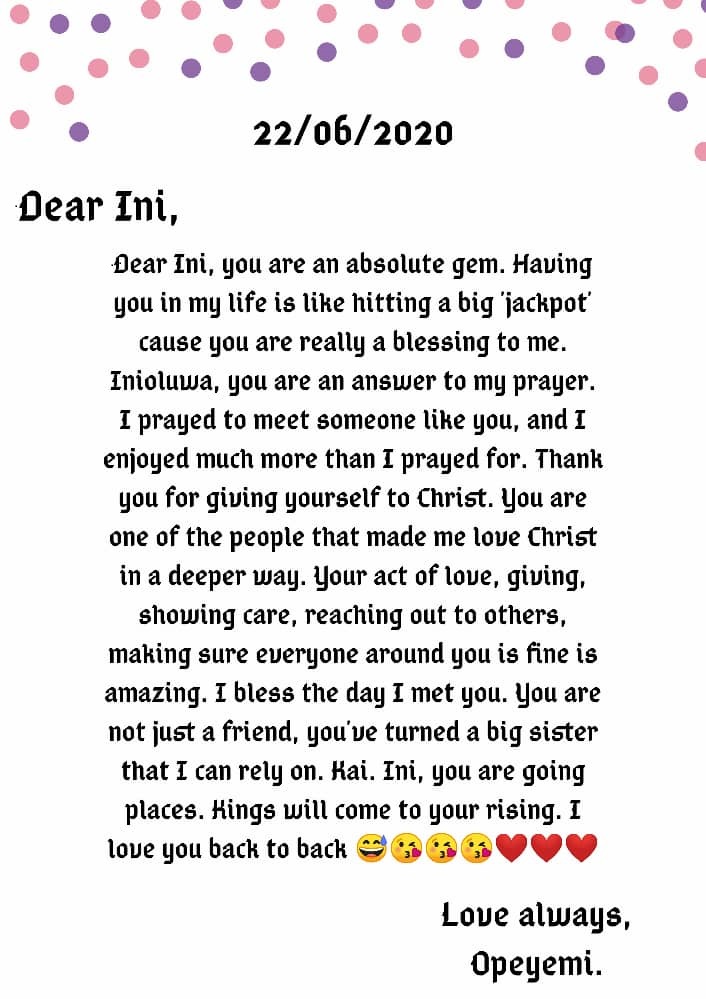 22/06/2020
Dear Ini,
Dear Ini, you are an absolute gem. Having
you in my life is like hitting a big 'jackpot'
cause you are really a blessing to me.
Inioluwa, you are an answer to my prayer.
I prayed to meet someone like you, and I
enjoyed much more than I prayed for. Thank
you for giving yourself to Christ. You are
one of the people that made me love Christ
in a deeper way. Your act of love, giving,
showing care, reaching out to others,
making sure everyone around you is fine is
amazing. I bless the day I met you. You are
not just a friend, you've turned a big sister
that I can rely on. Kai. Ini, you are going
places. Kings will come to your rising. I
love you back to back 😅😘😘😘❤️❤️❤️
Love always,
Opeyemi.